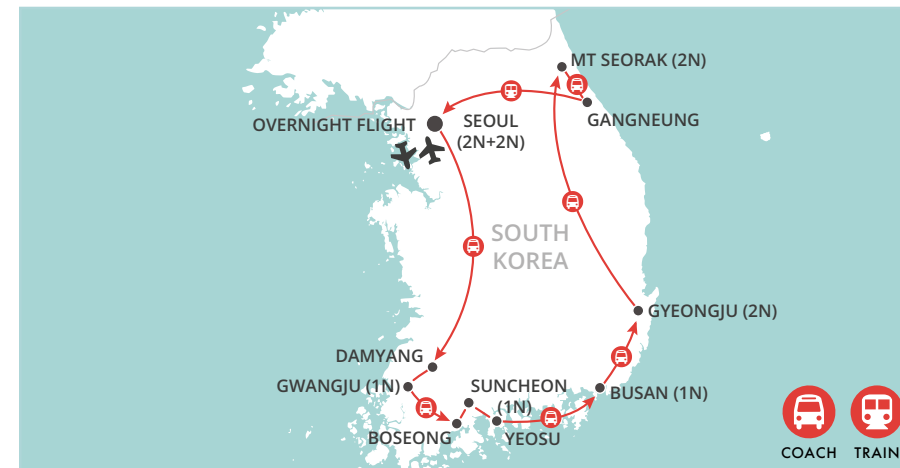 MT SEORAK (2N)
GANGNEUNG
OVERNIGHT FLIGHT
SEOUL
(2N+2N)
SOUTH
KOREA
GYEONGJU (2N)
DAMYANG
GWANGJU (1N)
SUNCHEON
(1N)
BUSAN (1N)
BOSEONG
YEOSU
COACH
TRAIN